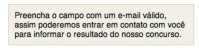 Preencha o campo com um e-mail válido,
assim poderemos entrar em contato com você
para informar o resultado do nosso concurso.